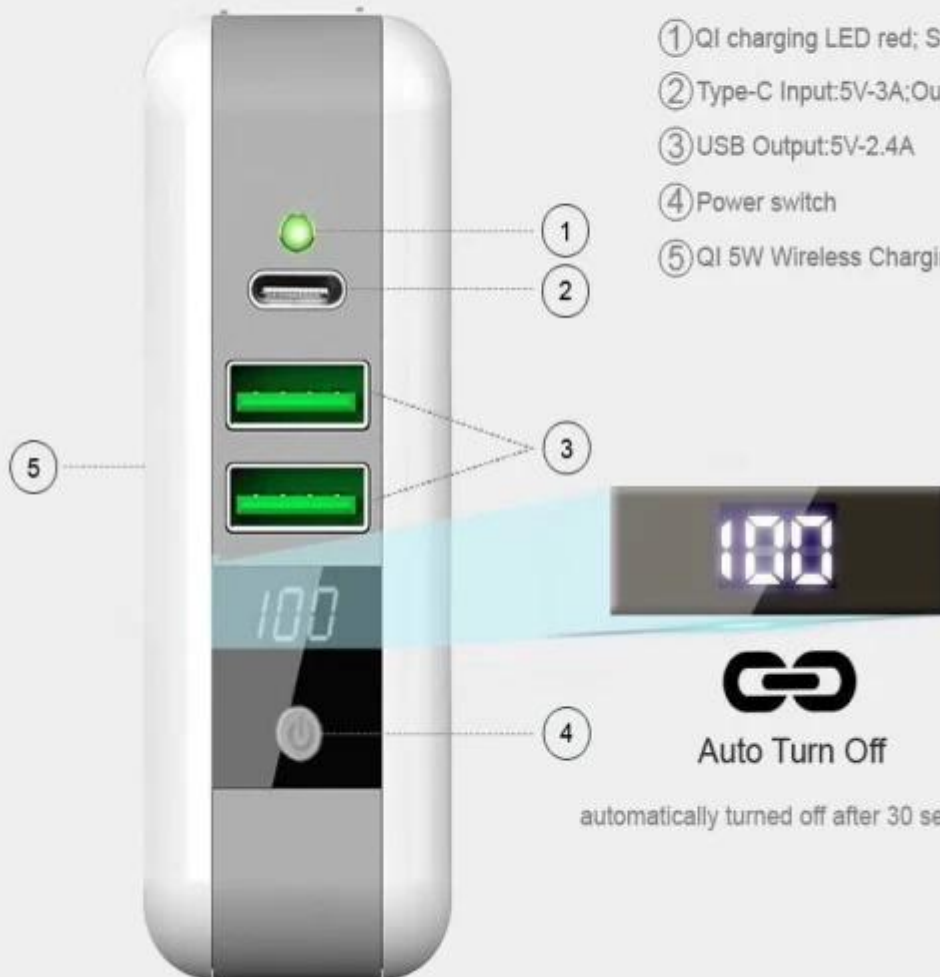 ①QI charging LED red; S
②Type-C Input:5V-3A;Ou
③USB Output:5V-2.4A
④Power switch
⑤QI 5W Wireless Chargi
1
2
3
5
100
100
4
Auto Turn Off
automatically turned off after 30 se